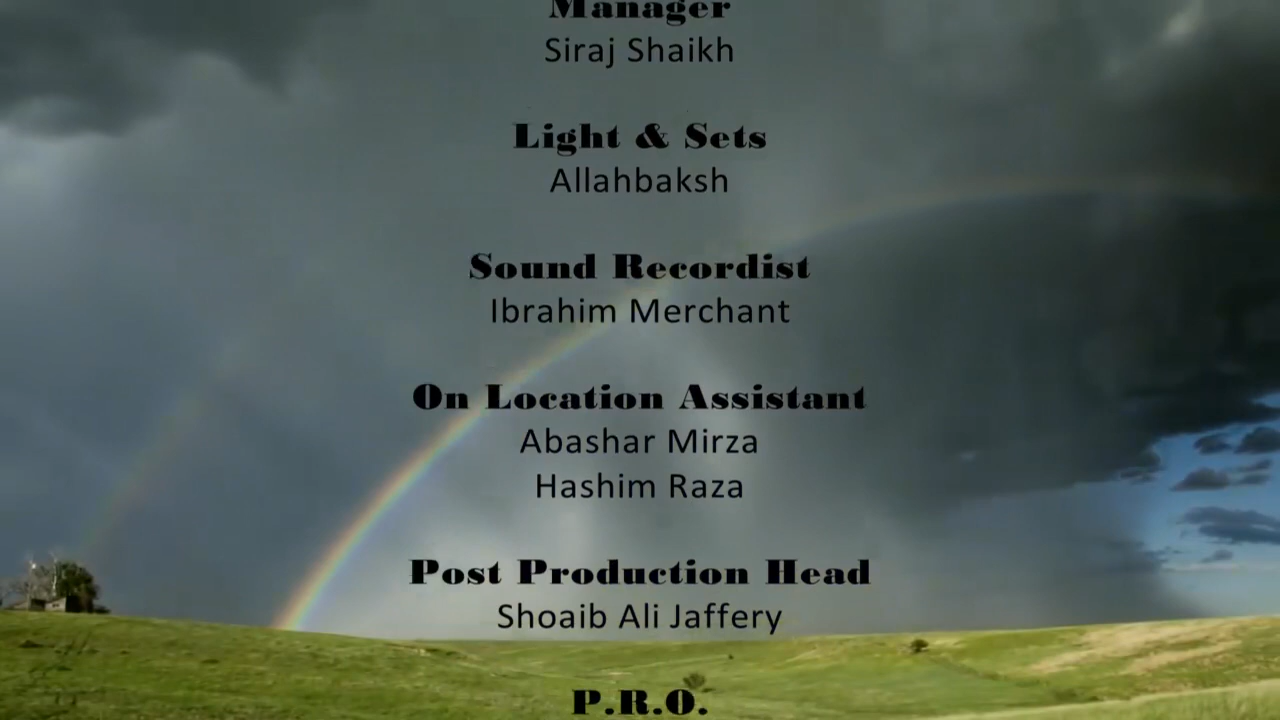 Manager
Siraj Shaikh
Light & Sets
Allahbaksh
Sound Recordist
Ibrahim Merchant
On Location Assistant
Abashar Mirza
Hashim Raza
Post Production Head
Shoaib Ali Jaffery
P.R.O.